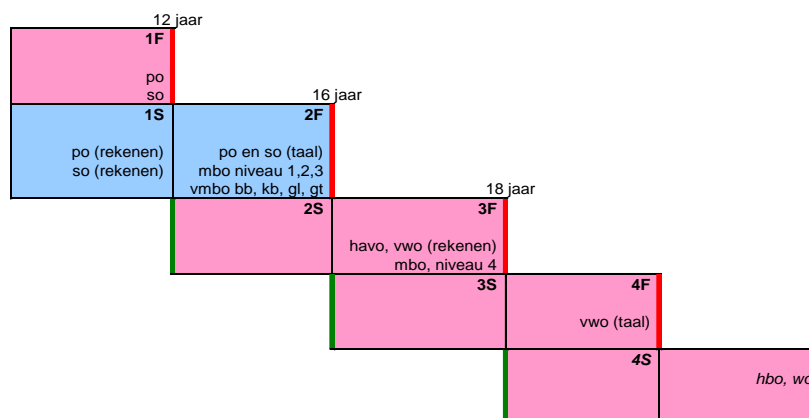 12 jaar
1F
po
so
16 jaar
1S
po (rekenen)
so (rekenen)
2F
po en so (taal)
mbo niveau 1,2,3
vmbo bb, kb, gl, gt
18 jaar
2S
3F
havo, vwo (rekenen)
mbo, niveau 4
3S
4F
vwo (taal)
4S
hbo,